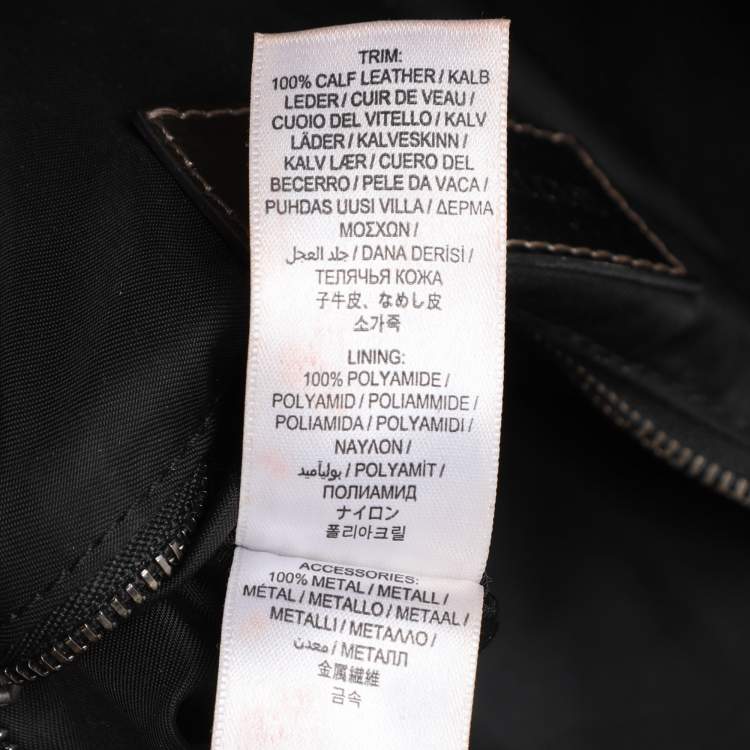 TRIM:
100% CALF LEATHER / KALB
LEDER / CUIR DE VEAU /
CUOIO DEL VITELLO / KALV
LÄDER / KALVESKINN /
KALV LÆR / CUERO DEL
BECERRO / PELE DA VACA /
PUHDAS UUSI VILLA / ΔΕΡΜΑ
ΜΟΣΧΩΝ /
جلد العجل / DANA DERİSİ /
ТЕЛЯЧЬЯ КОЖА
子牛皮、なめし皮
소가죽
LINING:
100% POLYAMIDE /
POLYAMID / POLIAMMIDE /
POLIAMIDA / POLYAMIDI /
ΝΑΥΛΟΝ /
بوليآميد / POLYAMİT /
ПОЛИАМИД
ナイロン
폴리아크릴
ACCESSORIES:
100% METAL / METALL /
MÉTAL / METALLO / METAAL /
METALLI / ΜΕΤΑΛΛΟ /
معدن / МЕТАЛЛ
金属繊維
금속